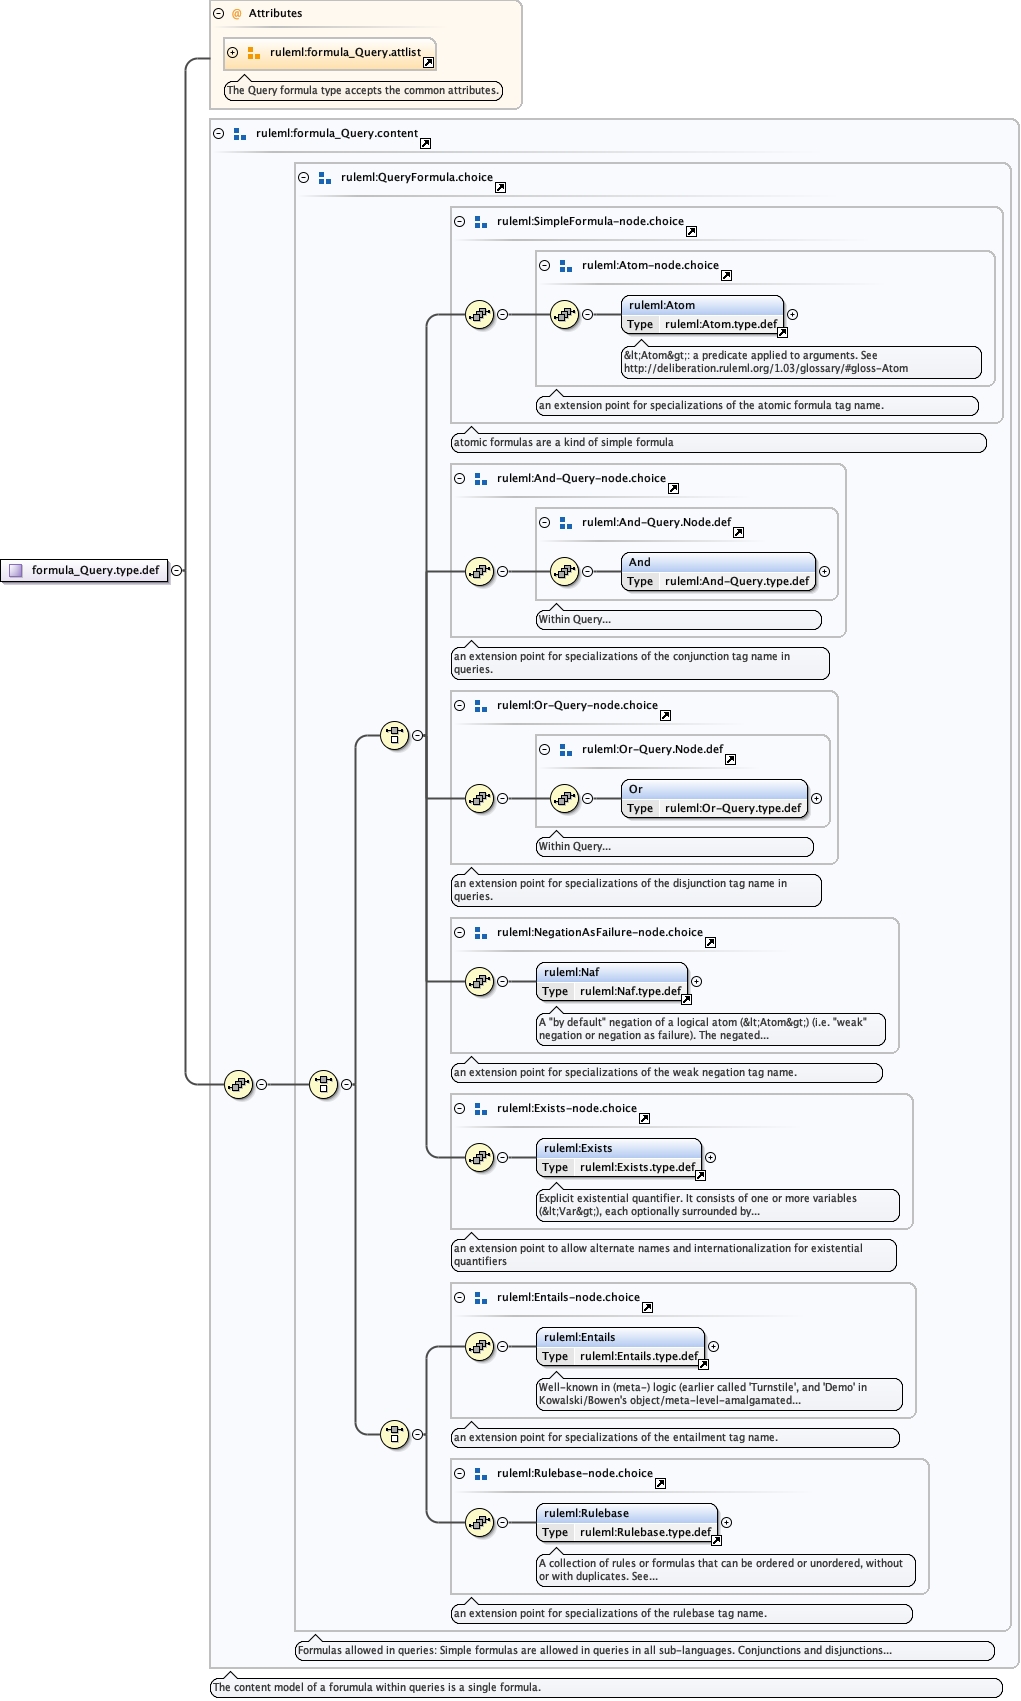 Attributes
ruleml:formula_Query.attlist
The Query formula type accepts the common attributes.
ruleml:formula_Query.content
ruleml:QueryFormula.choice
ruleml:SimpleFormula-node.choice
ruleml:Atom-node.choice
ruleml:Atom
Type ruleml:Atom.type.def
&lt;Atom&gt;: a predicate applied to arguments. See
http://deliberation.ruleml.org/1.03/glossary/#gloss-Atom
an extension point for specializations of the atomic formula tag name.
atomic formulas are a kind of simple formula
ruleml:And-Query-node.choice
ruleml:And-Query.Node.def
And
Type ruleml:And-Query.type.def
formula_Query.type.def
Within Query...
an extension point for specializations of the conjunction tag name in
queries.
ruleml:Or-Query-node.choice
ruleml:Or-Query.Node.def
Or
Type ruleml:Or-Query.type.def
Within Query...
an extension point for specializations of the disjunction tag name in
queries.
ruleml:NegationAsFailure-node.choice
ruleml:Naf
Type ruleml:Naf.type.def
A "by default" negation of a logical atom (&lt;Atom&gt;) (i.e. "weak"
negation or negation as failure). The negated...
an extension point for specializations of the weak negation tag name.
ruleml:Exists-node.choice
ruleml:Exists
Type ruleml:Exists.type.def
Explicit existential quantifier. It consists of one or more variables
(&lt;Var&gt;), each optionally surrounded by...
an extension point to allow alternate names and internationalization for existential
quantifiers
ruleml:Entails-node.choice
ruleml:Entails
Type ruleml:Entails.type.def
Well-known in (meta-) logic (earlier called 'Turnstile', and 'Demo' in
Kowalski/Bowen's object/meta-level-amalgamated...
an extension point for specializations of the entailment tag name.
ruleml:Rulebase-node.choice
ruleml:Rulebase
Type ruleml:Rulebase.type.def
A collection of rules or formulas that can be ordered or unordered, without
or with duplicates. See...
an extension point for specializations of the rulebase tag name.
Formulas allowed in queries: Simple formulas are allowed in queries in all sub-languages. Conjunctions and disjunctions...
The content model of a forumula within queries is a single formula.